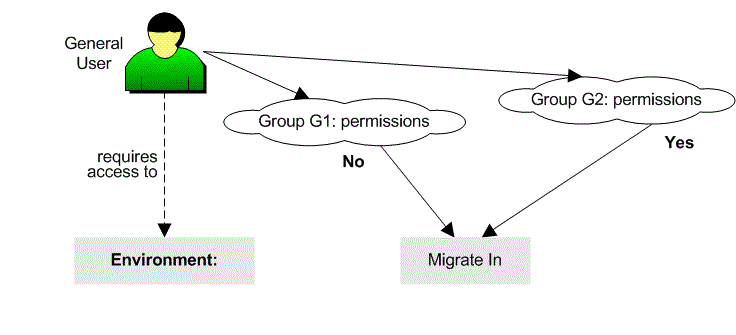 General
User
Group G1: permissions
Group G2: permissions
No
Yes
requires
access to
Environment:
Migrate In